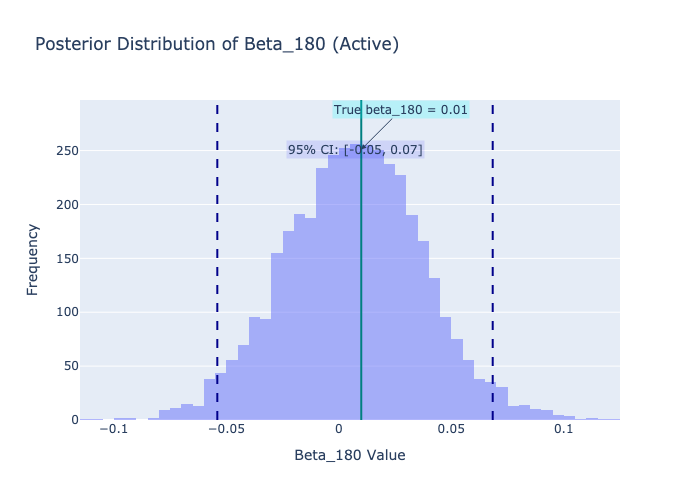 Posterior Distribution of Beta_180 (Active)
True beta_180 = 0.01
95% CI: [-0.05, 0.07]
250
200
150
100
50
0
Frequency
−0.1
−0.05
0
0.05
0.1
Beta_180 Value